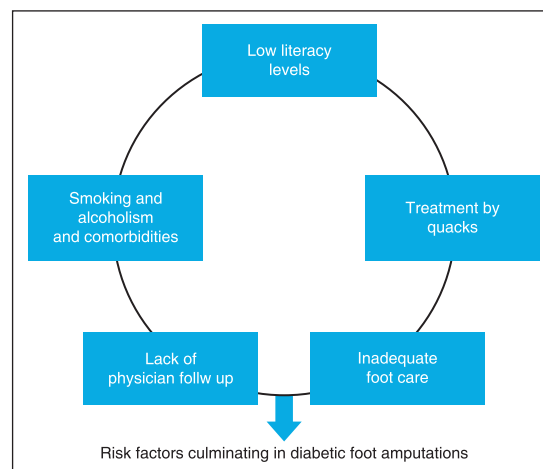 Low literacy
levels
Smoking and
alcoholism
and comorbidities
Treatment by
quacks
Lack of
physician follw up
Inadequate
foot care
Risk factors culminating in diabetic foot amputations